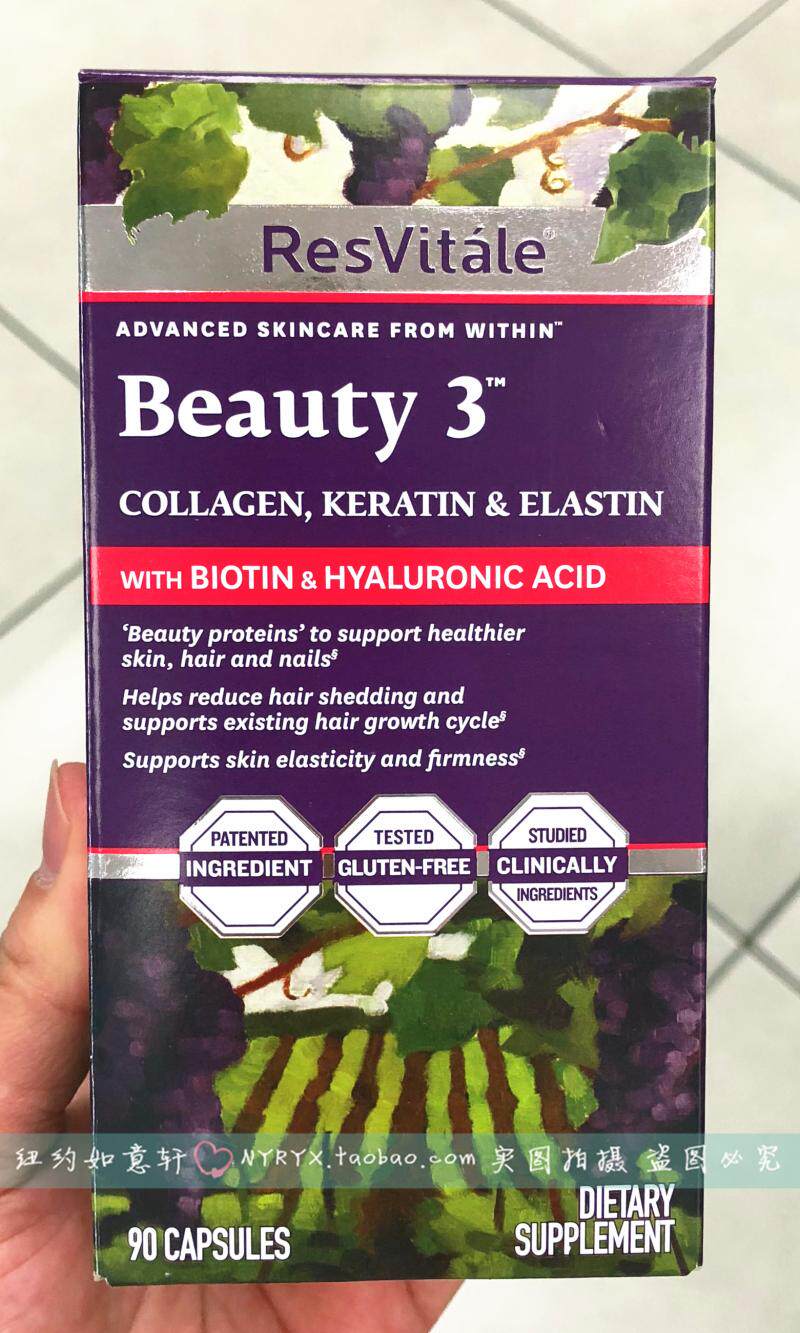 ResVitále®
ADVANCED SKINCARE FROM WITHIN™
Beauty 3™
COLLAGEN, KERATIN & ELASTIN
WITH BIOTIN & HYALURONIC ACID
‘Beauty proteins’ to support healthier
skin, hair and nails§
Helps reduce hair shedding and
supports existing hair growth cycle§
Supports skin elasticity and firmness§
PATENTED
INGREDIENT
TESTED
GLUTEN-FREE
STUDIED
CLINICALLY
INGREDIENTS
纽约如意轩 NYRYX.taobao.com 实图拍摄 盗图必究
90 CAPSULES
DIETARY
SUPPLEMENT